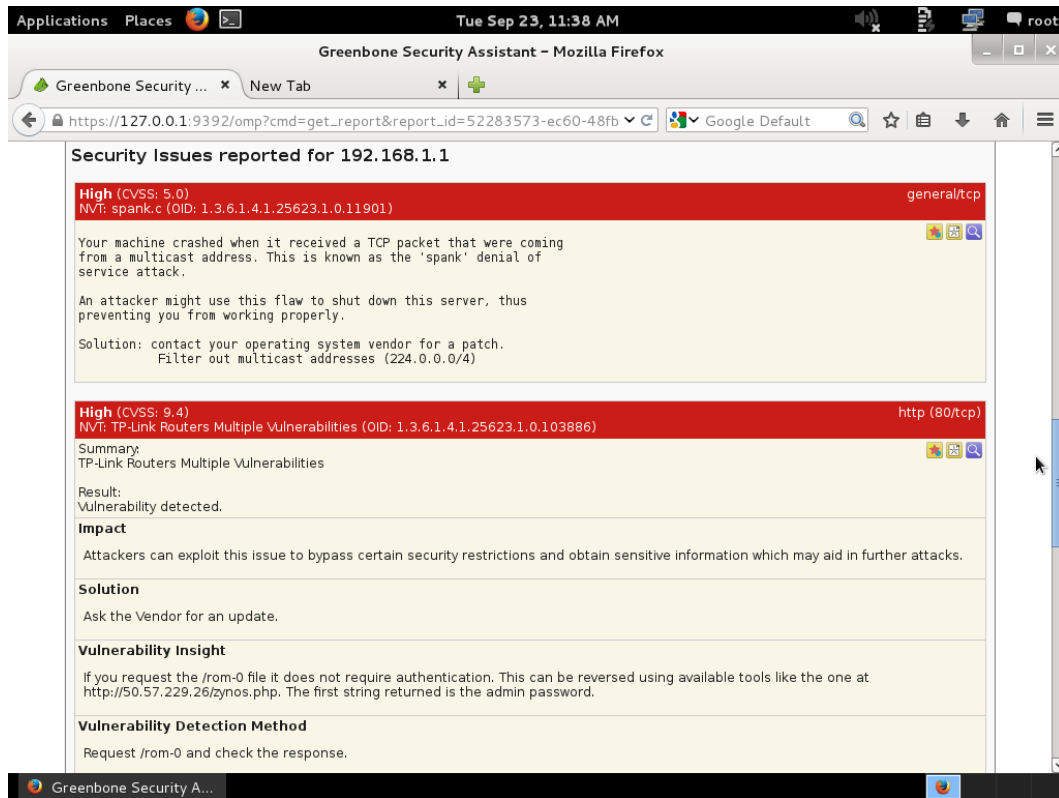 Applications Places Tue Sep 23, 11:38 AM root
Greenbone Security Assistant - Mozilla Firefox
Greenbone Security ... New Tab
https://127.0.0.1:9392/omp?cmd=get_report&report_id=52283573-ec60-48fb Google Default
Security Issues reported for 192.168.1.1
High (CVSS: 5.0) general/tcp
NVT: spank.c (OID: 1.3.6.1.4.1.25623.1.0.11901)
Your machine crashed when it received a TCP packet that were coming
from a multicast address. This is known as the 'spank' denial of
service attack.
An attacker might use this flaw to shut down this server, thus
preventing you from working properly.
Solution: contact your operating system vendor for a patch.
Filter out multicast addresses (224.0.0.0/4)
High (CVSS: 9.4) http (80/tcp)
NVT: TP-Link Routers Multiple Vulnerabilities (OID: 1.3.6.1.4.1.25623.1.0.103886)
Summary:
TP-Link Routers Multiple Vulnerabilities
Result:
Vulnerability detected.
Impact
Attackers can exploit this issue to bypass certain security restrictions and obtain sensitive information which may aid in further attacks.
Solution
Ask the Vendor for an update.
Vulnerability Insight
If you request the /rom-0 file it does not require authentication. This can be reversed using available tools like the one at
http://50.57.229.26/zynos.php. The first string returned is the admin password.
Vulnerability Detection Method
Request /rom-0 and check the response.
Greenbone Security A...